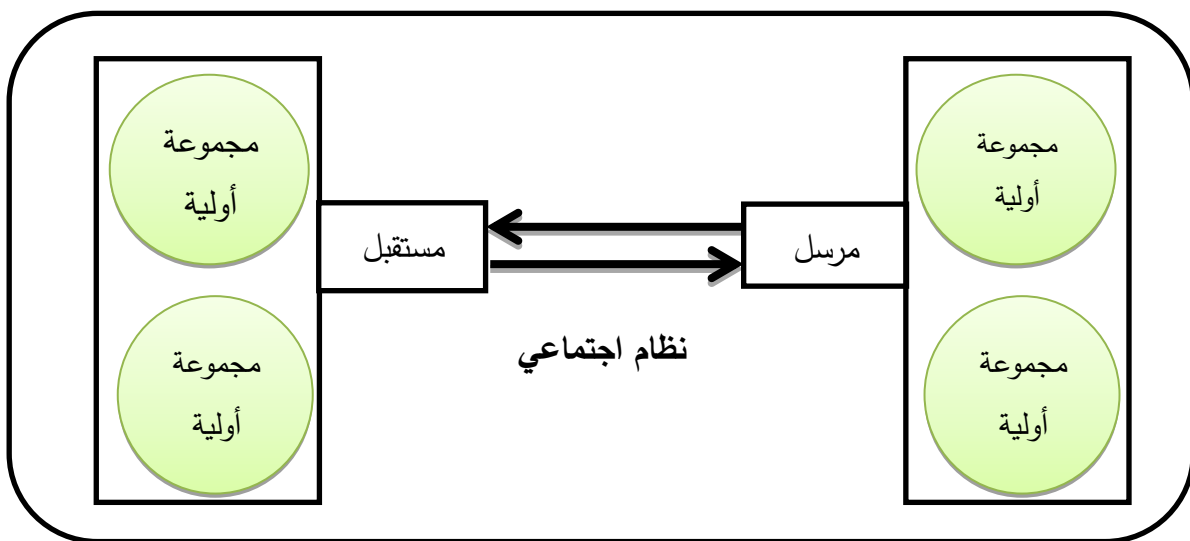 مجموعة
أولية
مجموعة
أولية
مرسل
مستقبل
نظام اجتماعي
مجموعة
أولية
مجموعة
أولية